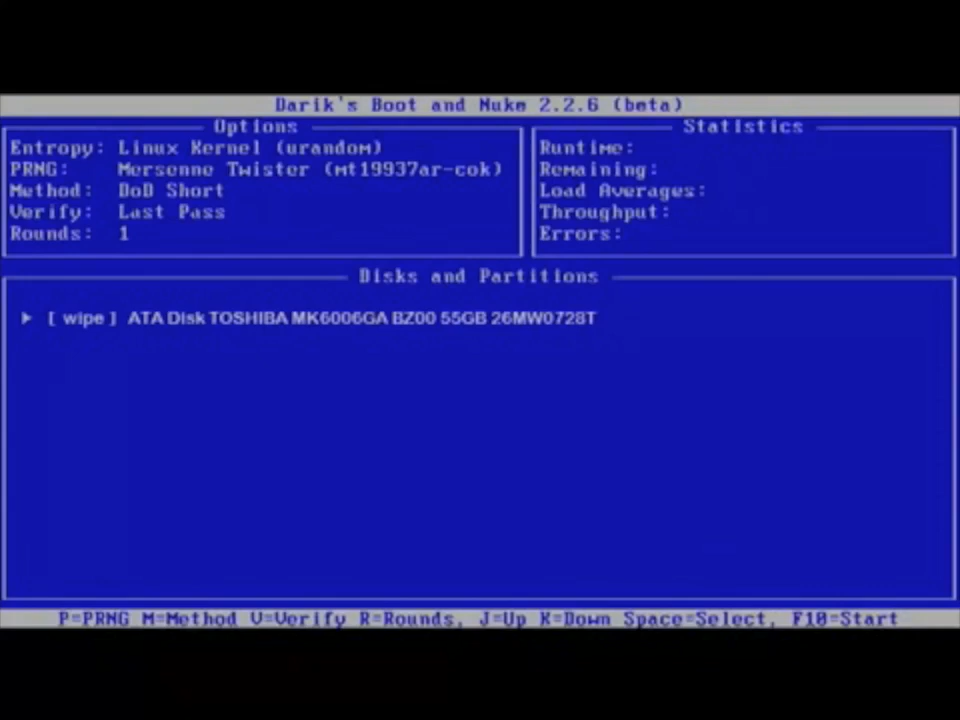 Darik's Boot and Nuke 2.2.6 (beta)
Options
Entropy: Linux Kernel (urandom)
PRNG: Mersenne Twister (mt19937ar-cok)
Method: DoD Short
Verify: Last Pass
Rounds: 1
Statistics
Runtime:
Remaining:
Load Averages:
Throughput:
Errors:
Disks and Partitions
▶ [ wipe ] ATA Disk TOSHIBA MK6006GA BZ00 55GB 26MW0728T
P=PRNG M=Method V=Verify R=Rounds, J=Up K=Down Space=Select, F10=Start